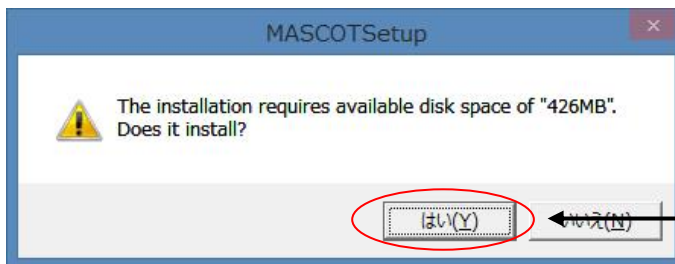 MASCOTSetup
The installation requires available disk space of "426MB".
Does it install?
はい(Y)
いいえ(N)